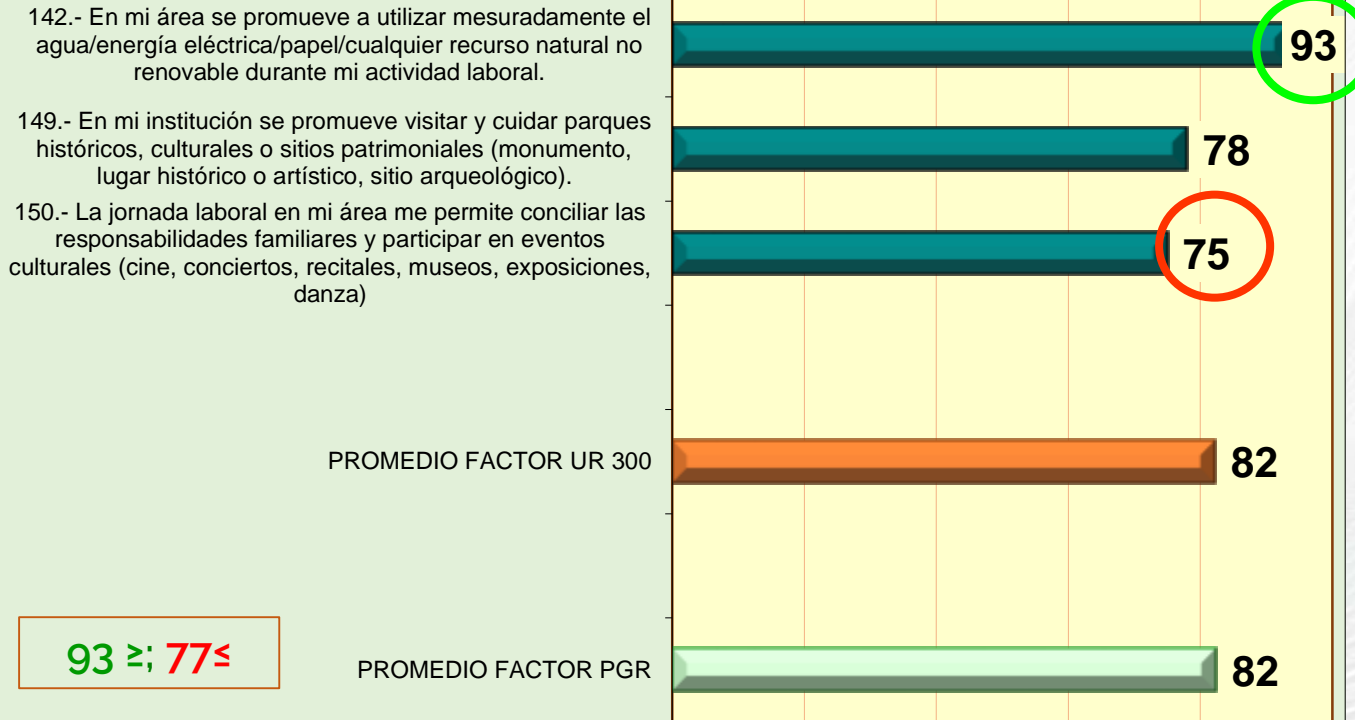 142.- En mi área se promueve a utilizar mesuradamente el
agua/energía eléctrica/papel/cualquier recurso natural no
renovable durante mi actividad laboral.
93
149.- En mi institución se promueve visitar y cuidar parques
históricos, culturales o sitios patrimoniales (monumento,
lugar histórico o artístico, sitio arqueológico).
78
150.- La jornada laboral en mi área me permite conciliar las
responsabilidades familiares y participar en eventos
culturales (cine, conciertos, recitales, museos, exposiciones,
danza)
75
PROMEDIO FACTOR UR 300
82
93 ≥; 77≤
PROMEDIO FACTOR PGR
82